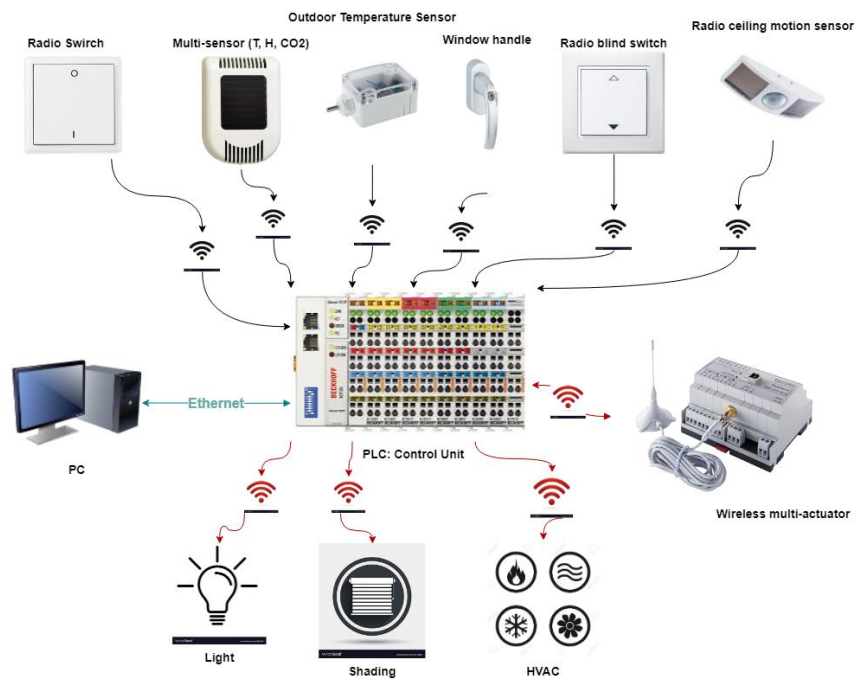 Outdoor Temperature Sensor
Radio ceiling motion sensor
Radio Swirch
Multi-sensor (T, H, CO2)
Window handle
Radio blind switch
BECKHOFF
Ethernet
PC
PLC: Control Unit
Wireless multi-actuator
Light
Shading
HVAC